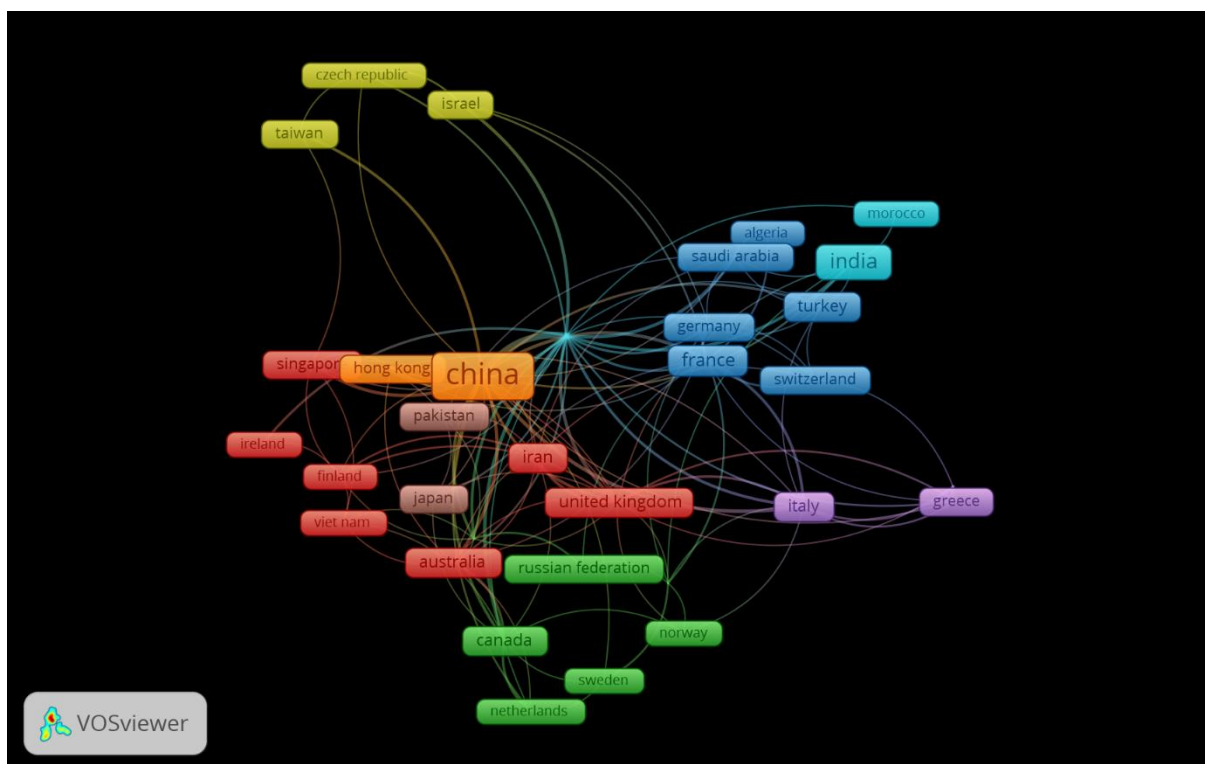 czech republic
israel
taiwan
morocco
algeria
saudi arabia
india
turkey
germany
france
singapor
hong kong
china
switzerland
pakistan
ireland
iran
finland
japan
united kingdom
italy
greece
viet nam
australia
russian federation
canada
norway
sweden
netherlands
VOSviewer